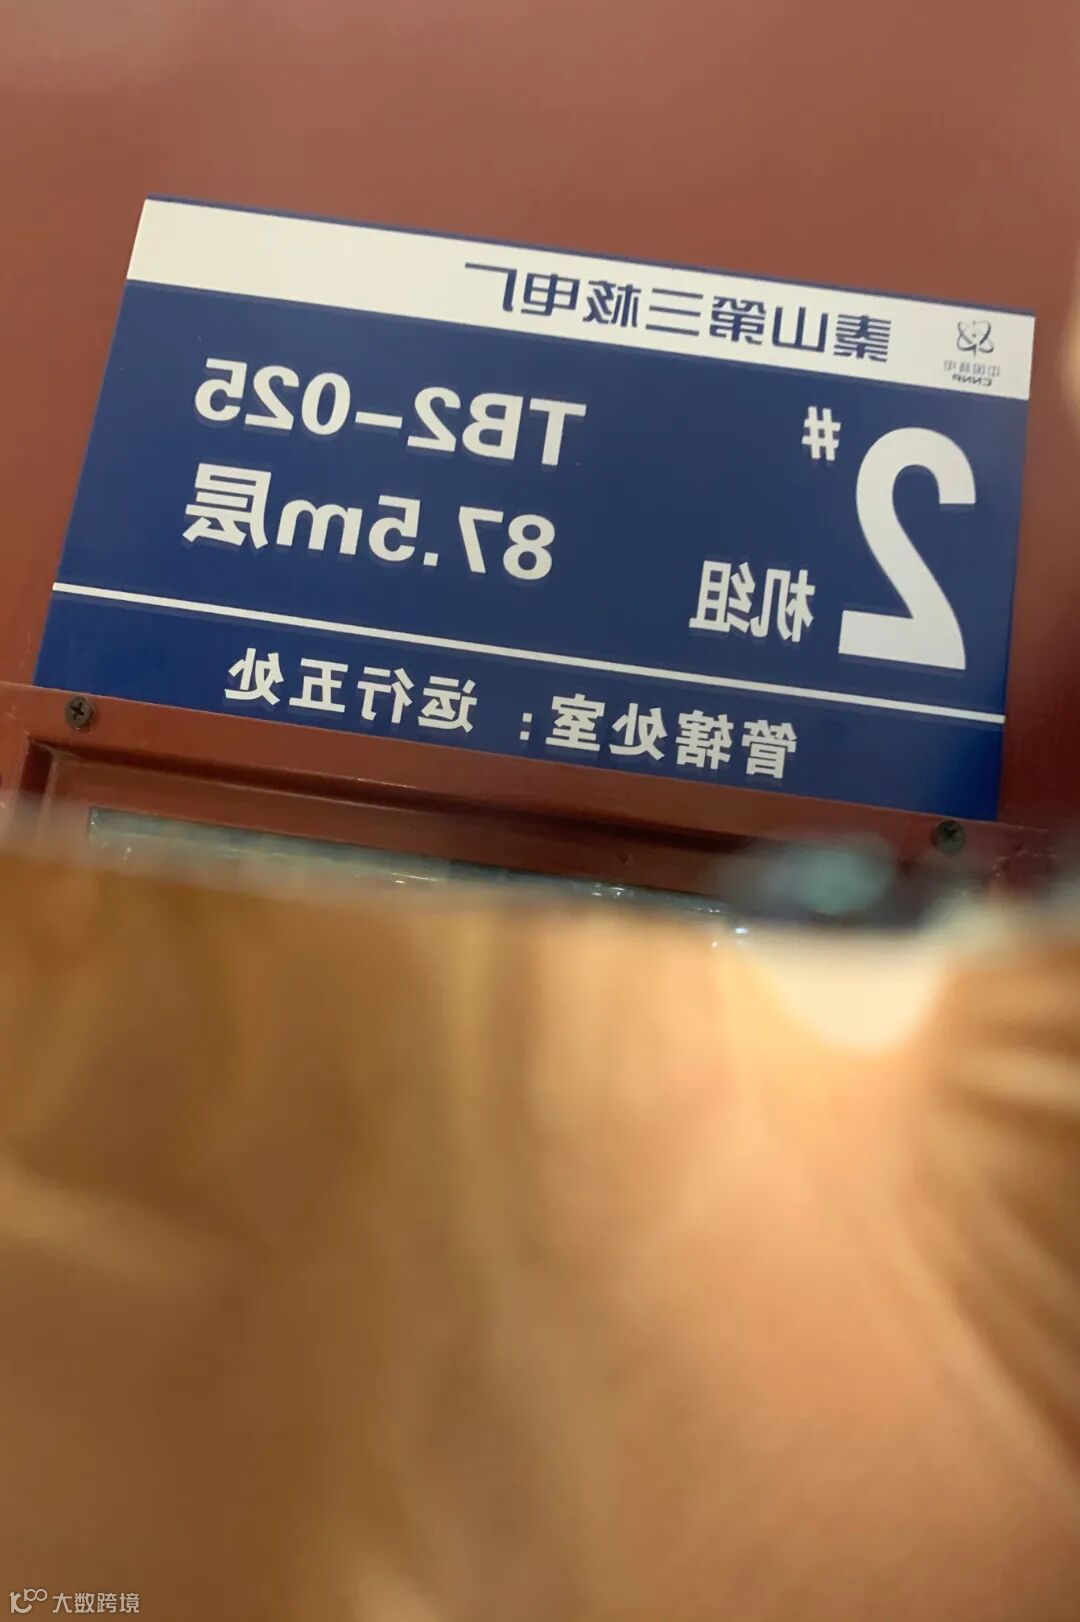 中国核电
CNNP
秦山第三核电厂
2#机组
TB2-025
87.5m层
管辖处室：运行五处
大数跨境